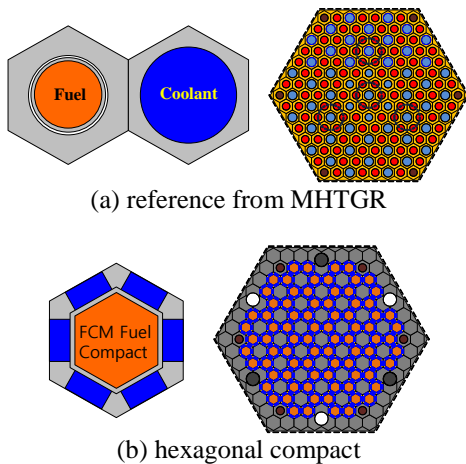 Fuel
Coolant
(a) reference from MHTGR
FCM Fuel
Compact
(b) hexagonal compact